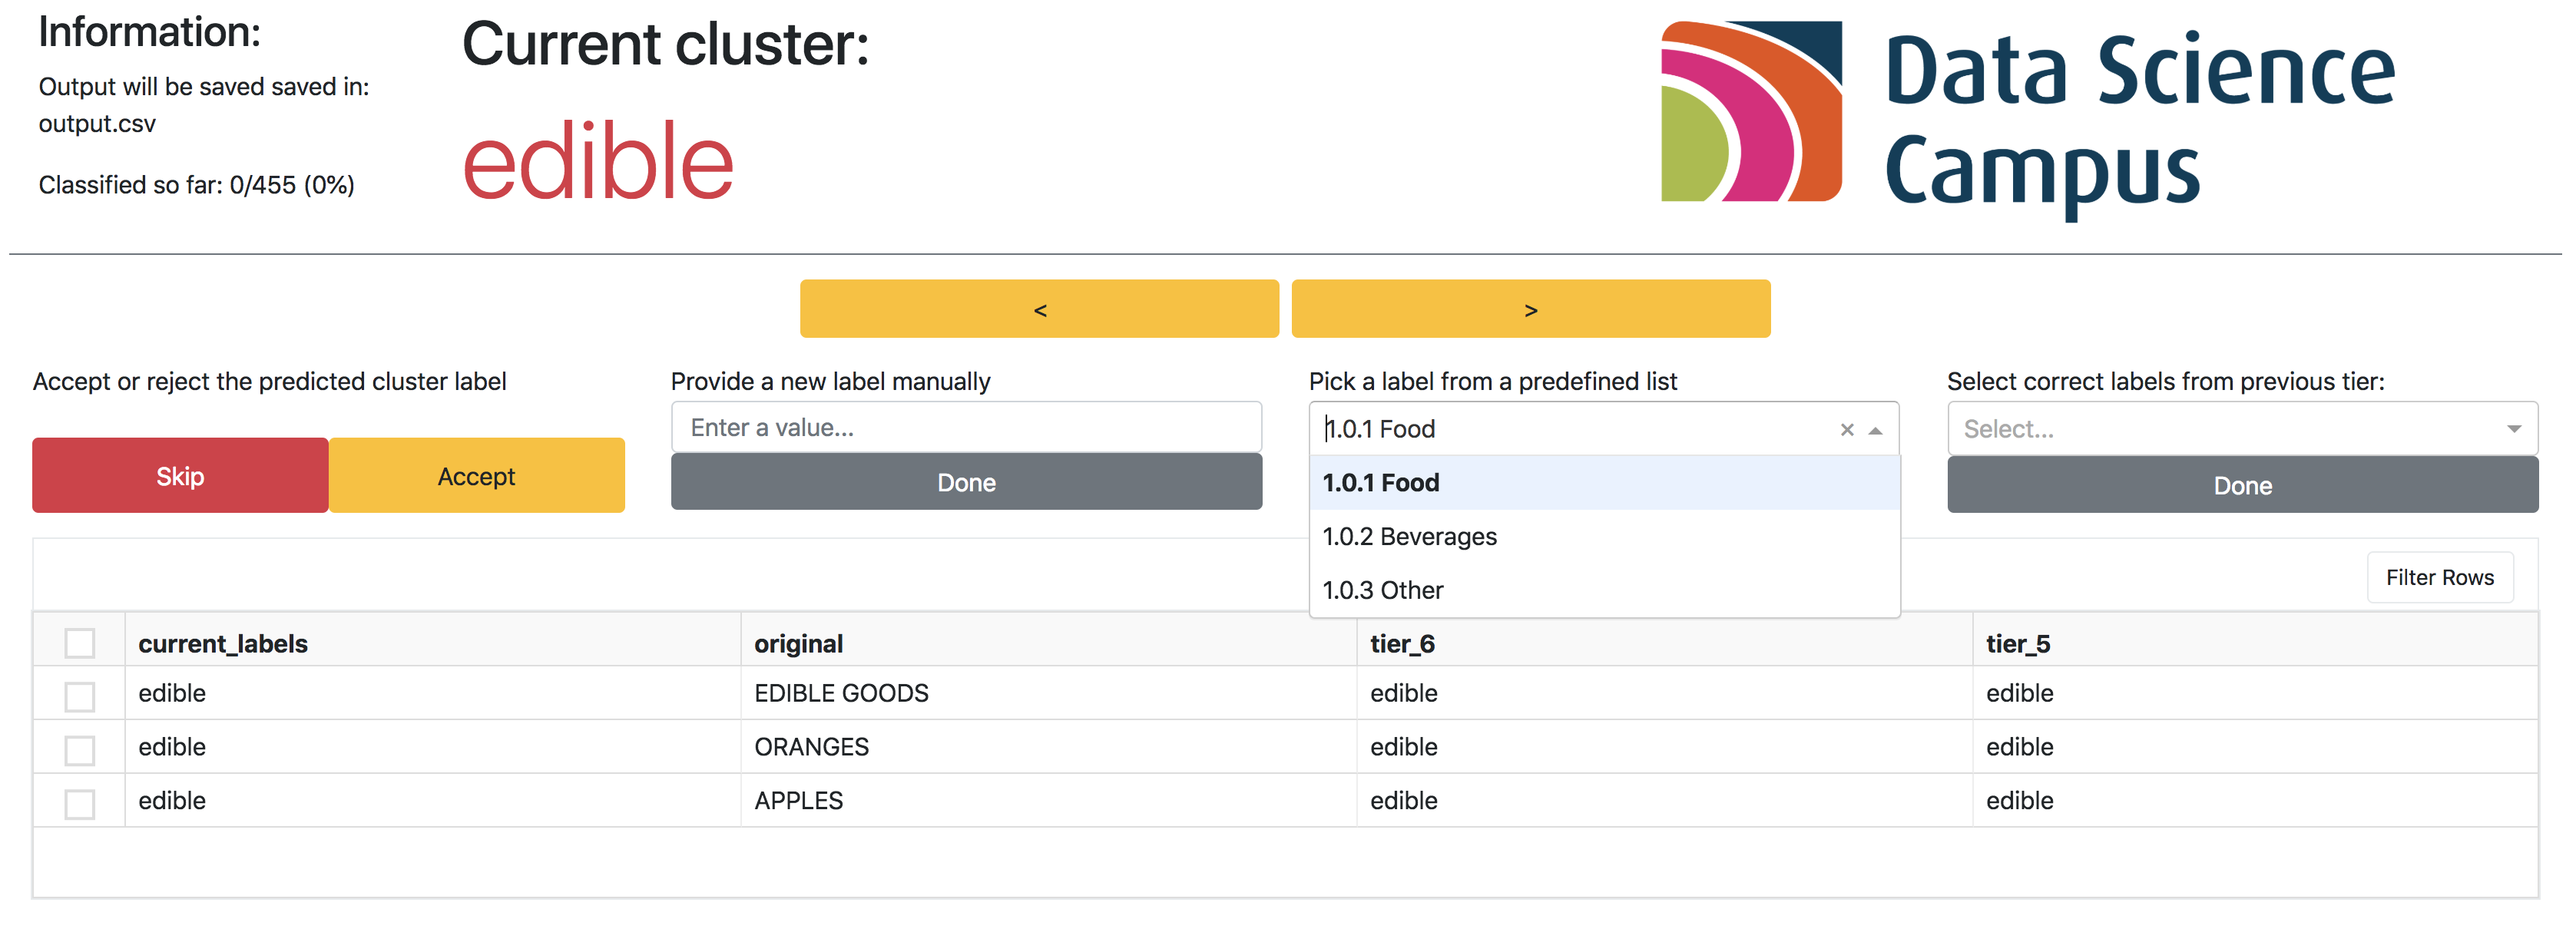 Information:
Output will be saved saved in:
output.csv
Classified so far: 0/455 (0%)
Current cluster:
edible
Data Science
Campus
< >
Accept or reject the predicted cluster label
Skip Accept
Provide a new label manually
Enter a value...
Done
Pick a label from a predefined list
1.0.1 Food ×
1.0.1 Food
1.0.2 Beverages
1.0.3 Other
Select correct labels from previous tier:
Select...
Done
Filter Rows
current_labels original tier_6 tier_5
edible EDIBLE GOODS edible edible
edible ORANGES edible edible
edible APPLES edible edible